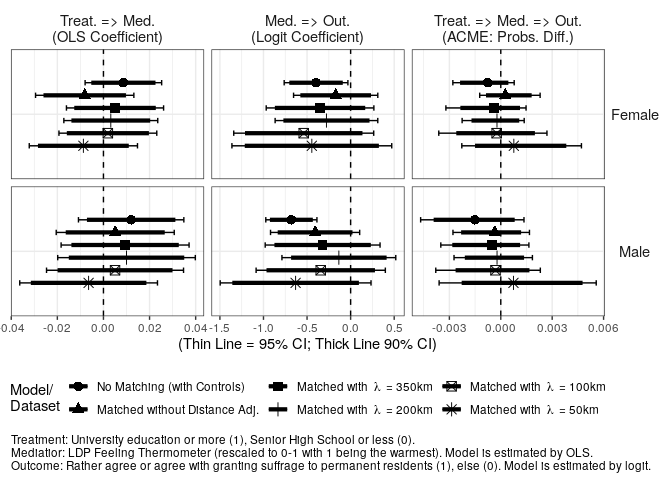 Treat. => Med.
(OLS Coefficient)
Med. => Out.
(Logit Coefficient)
Treat. => Med. => Out.
(ACME: Probs. Diff.)
Female
Male
-0.04 -0.02 0.00 0.02 0.04 -1.5 -1.0 -0.5 0.0 0.5 -0.003 0.000 0.003 0.006
(Thin Line = 95% CI; Thick Line 90% CI)
Model/
Dataset
No Matching (with Controls)
Matched without Distance Adj.
Matched with λ = 350km
Matched with λ = 200km
Matched with λ = 100km
Matched with λ = 50km
Treatment: University education or more (1), Senior High School or less (0).
Mediatior: LDP Feeling Thermometer (rescaled to 0-1 with 1 being the warmest). Model is estimated by OLS.
Outcome: Rather agree or agree with granting suffrage to permanent residents (1), else (0). Model is estimated by logit.